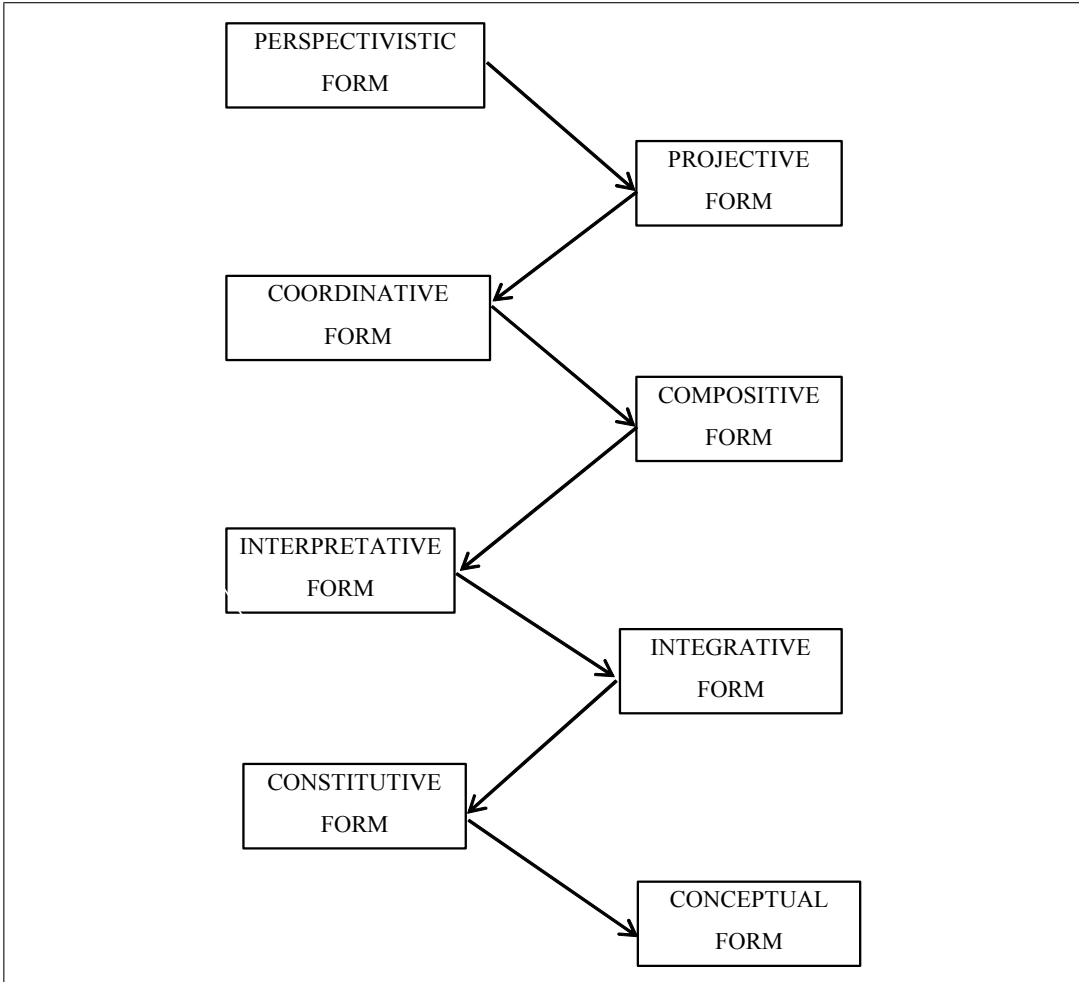 PERSPECTIVISTIC
FORM
PROJECTIVE
FORM
COORDINATIVE
FORM
COMPOSITIVE
FORM
INTERPRETATIVE
FORM
INTEGRATIVE
FORM
CONSTITUTIVE
FORM
CONCEPTUAL
FORM